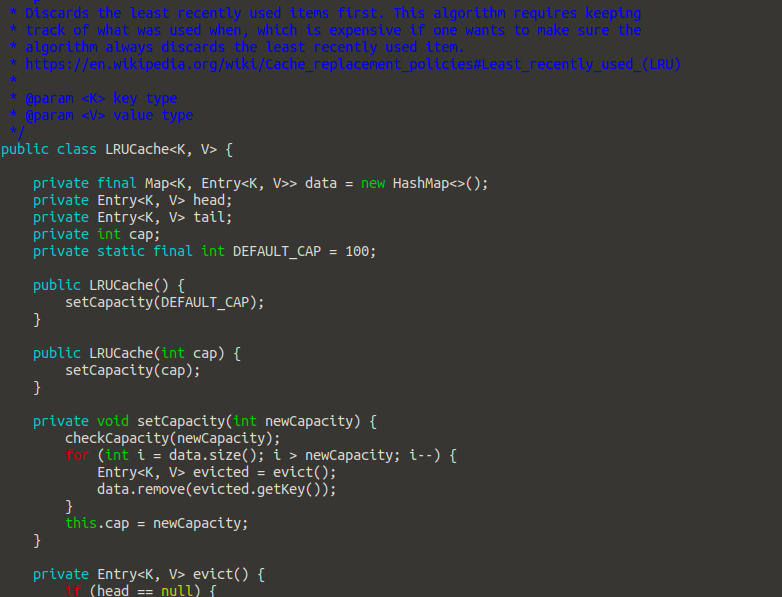 * Discards the least recently used items first. This algorithm requires keeping
* track of what was used when, which is expensive if one wants to make sure the
* algorithm always discards the least recently used item.
* https://en.wikipedia.org/wiki/Cache_replacement_policies#Least_recently_used_(LRU)
*
* @param <K> key type
* @param <V> value type
*/
public class LRUCache<K, V> {

    private final Map<K, Entry<K, V>> data = new HashMap<>();
    private Entry<K, V> head;
    private Entry<K, V> tail;
    private int cap;
    private static final int DEFAULT_CAP = 100;

    public LRUCache() {
        setCapacity(DEFAULT_CAP);
    }

    public LRUCache(int cap) {
        setCapacity(cap);
    }

    private void setCapacity(int newCapacity) {
        checkCapacity(newCapacity);
        for (int i = data.size(); i > newCapacity; i--) {
            Entry<K, V> evicted = evict();
            data.remove(evicted.getKey());
        }
        this.cap = newCapacity;
    }

    private Entry<K, V> evict() {
        if (head == null) {